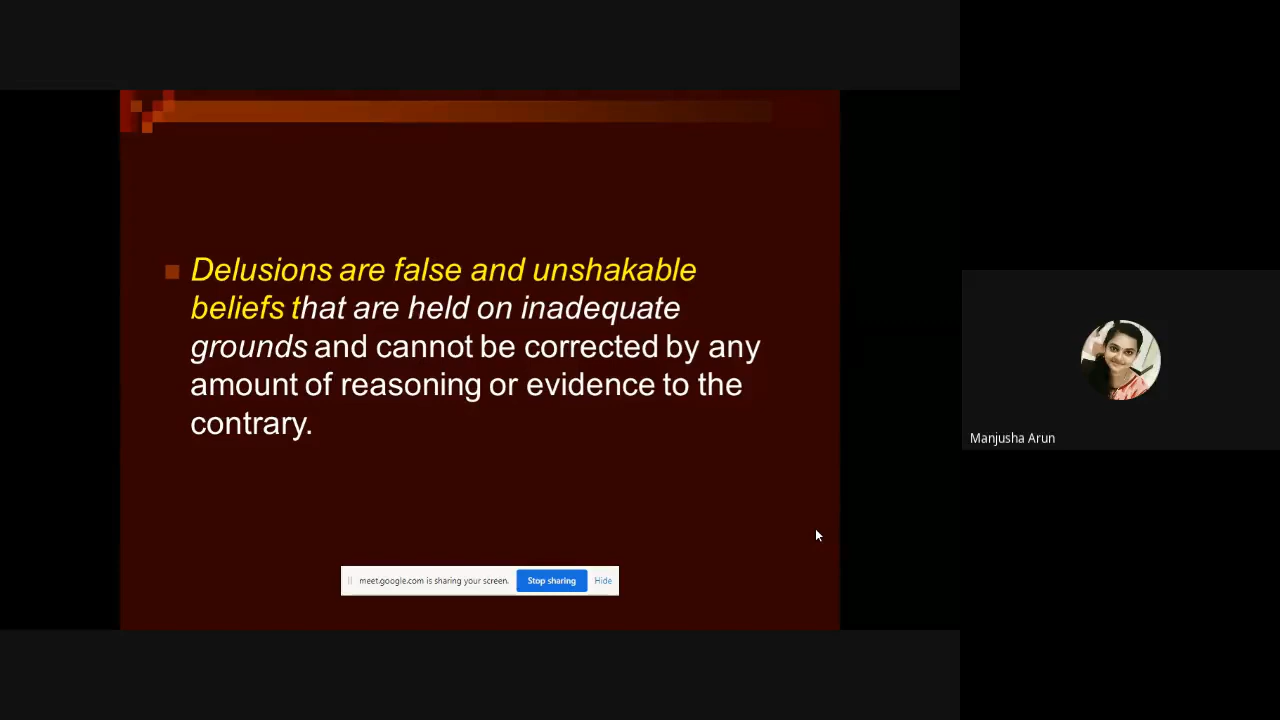 Delusions are false and unshakable
beliefs that are held on inadequate
grounds and cannot be corrected by any
amount of reasoning or evidence to the
contrary.
Manjusha Arun
meet.google.com is sharing your screen. Stop sharing Hide